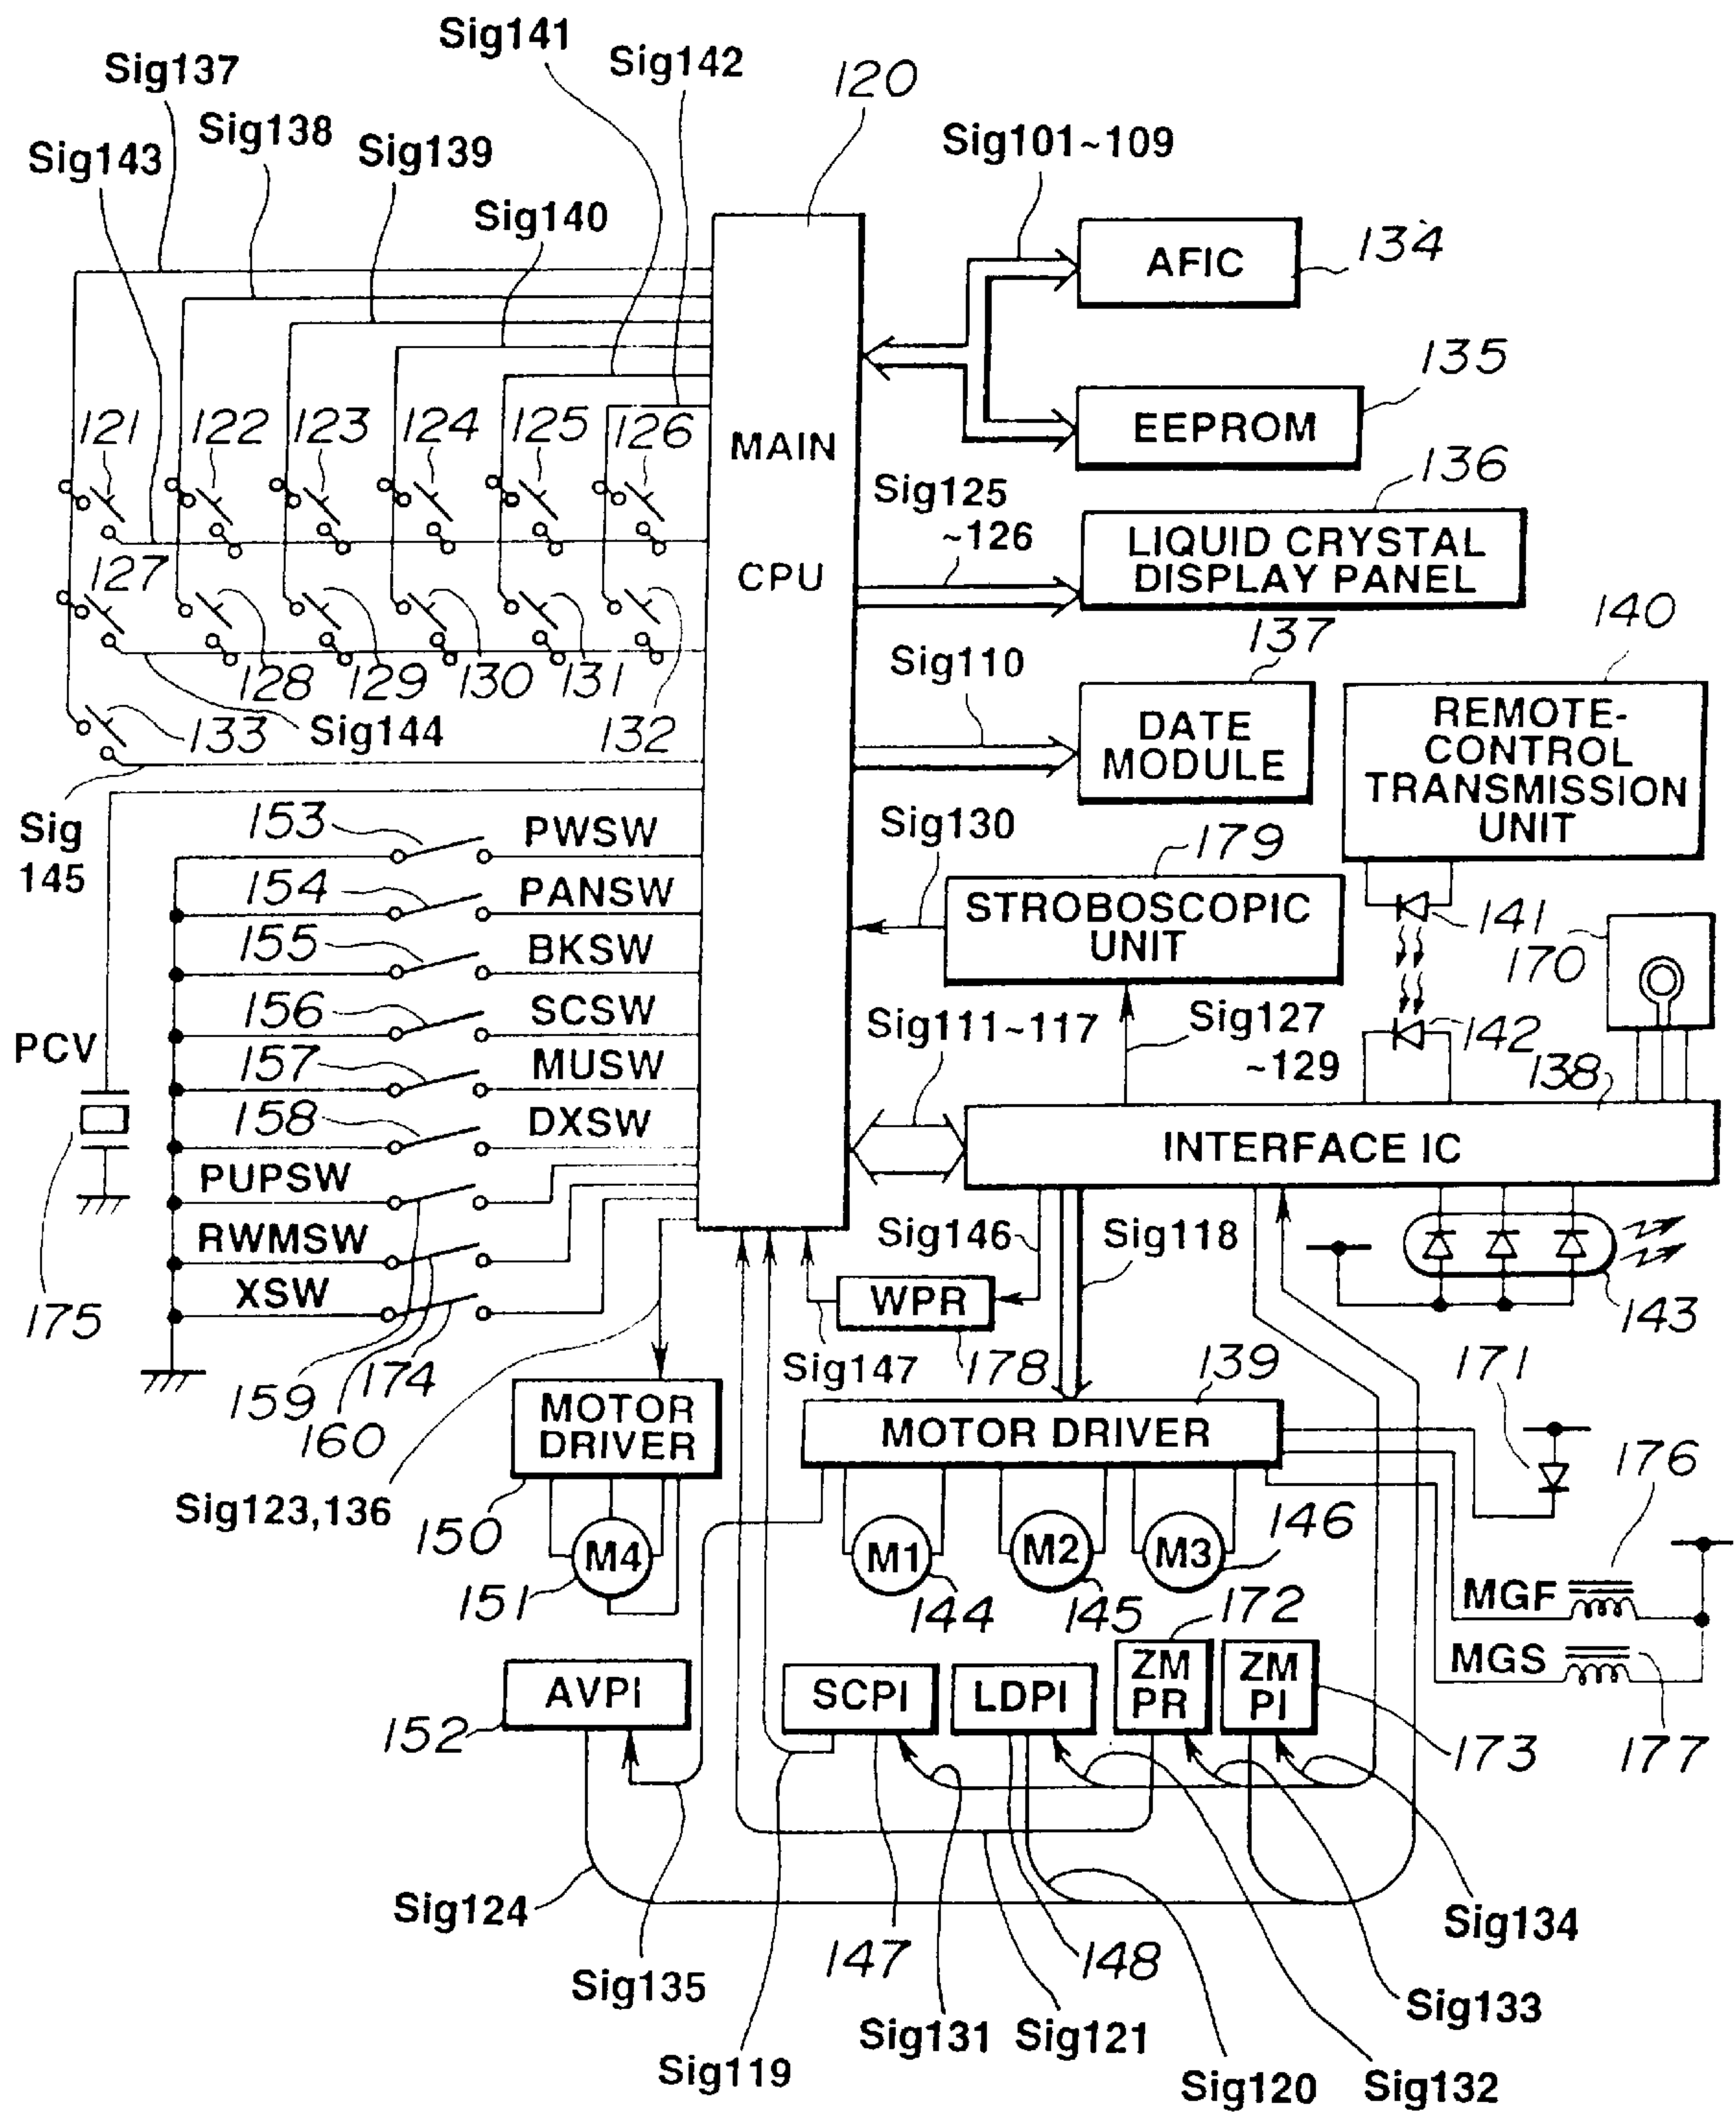 Sig141
Sig142
Sig137
120
Sig138
Sig101~109
Sig143
Sig139
Sig140
134
AFIC
135
EEPROM
121
122
123
124
125
126
MAIN
CPU
136
Sig125
~126
LIQUID CRYSTAL
DISPLAY PANEL
127
128
129
130
131
132
133
Sig144
137
Sig110
DATE
MODULE
140
REMOTE-
CONTROL
TRANSMISSION
UNIT
Sig
145
153
PWSW
154
PANSW
155
BKSW
156
SCSW
157
MUSW
158
DXSW
PUPSW
RWMSW
XSW
PCV
175
159
160
174
Sig130
179
STROBOSCOPIC
UNIT
141
170
142
138
Sig111~117
Sig127
~129
INTERFACE IC
Sig146
Sig118
WPR
Sig147
178
143
139
171
MOTOR
DRIVER
MOTOR DRIVER
176
Sig123,136
150
M4
151
M1
144
M2
145
M3
146
MGF
MGS
177
172
AVPI
152
SCPI
LDPI
ZM
PR
ZM
PI
173
Sig124
Sig135
147
148
Sig134
Sig133
Sig119
Sig131
Sig121
Sig120
Sig132